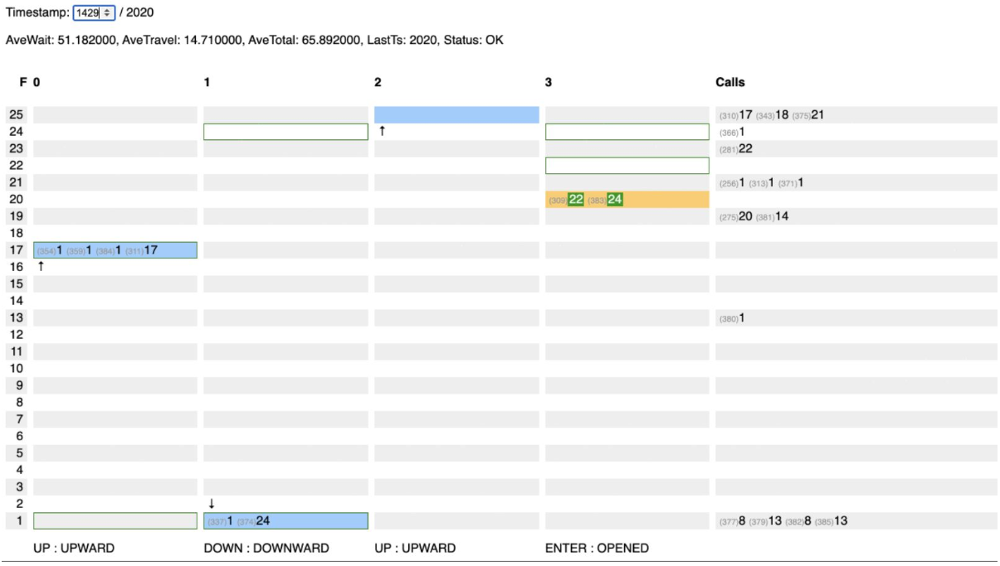 Timestamp: 1429 / 2020
AveWait: 51.182000, AveTravel: 14.710000, AveTotal: 65.892000, LastTs: 2020, Status: OK
F 0 1 2 3 Calls
25 (310)17 (343)18 (375)21
24 ↑ (366)1
23 (281)22
22
21 (256)1 (313)1 (371)1
20 (309)22 (383)24
19 (275)20 (381)14
18
17 (354)1 (359)1 (384)1 (311)17
16 ↑
15
14
13 (380)1
12
11
10
9
8
7
6
5
4
3
2 ↓
1 (337)1 (374)24 (377)8 (379)13 (382)8 (385)13
UP : UPWARD DOWN : DOWNWARD UP : UPWARD ENTER : OPENED